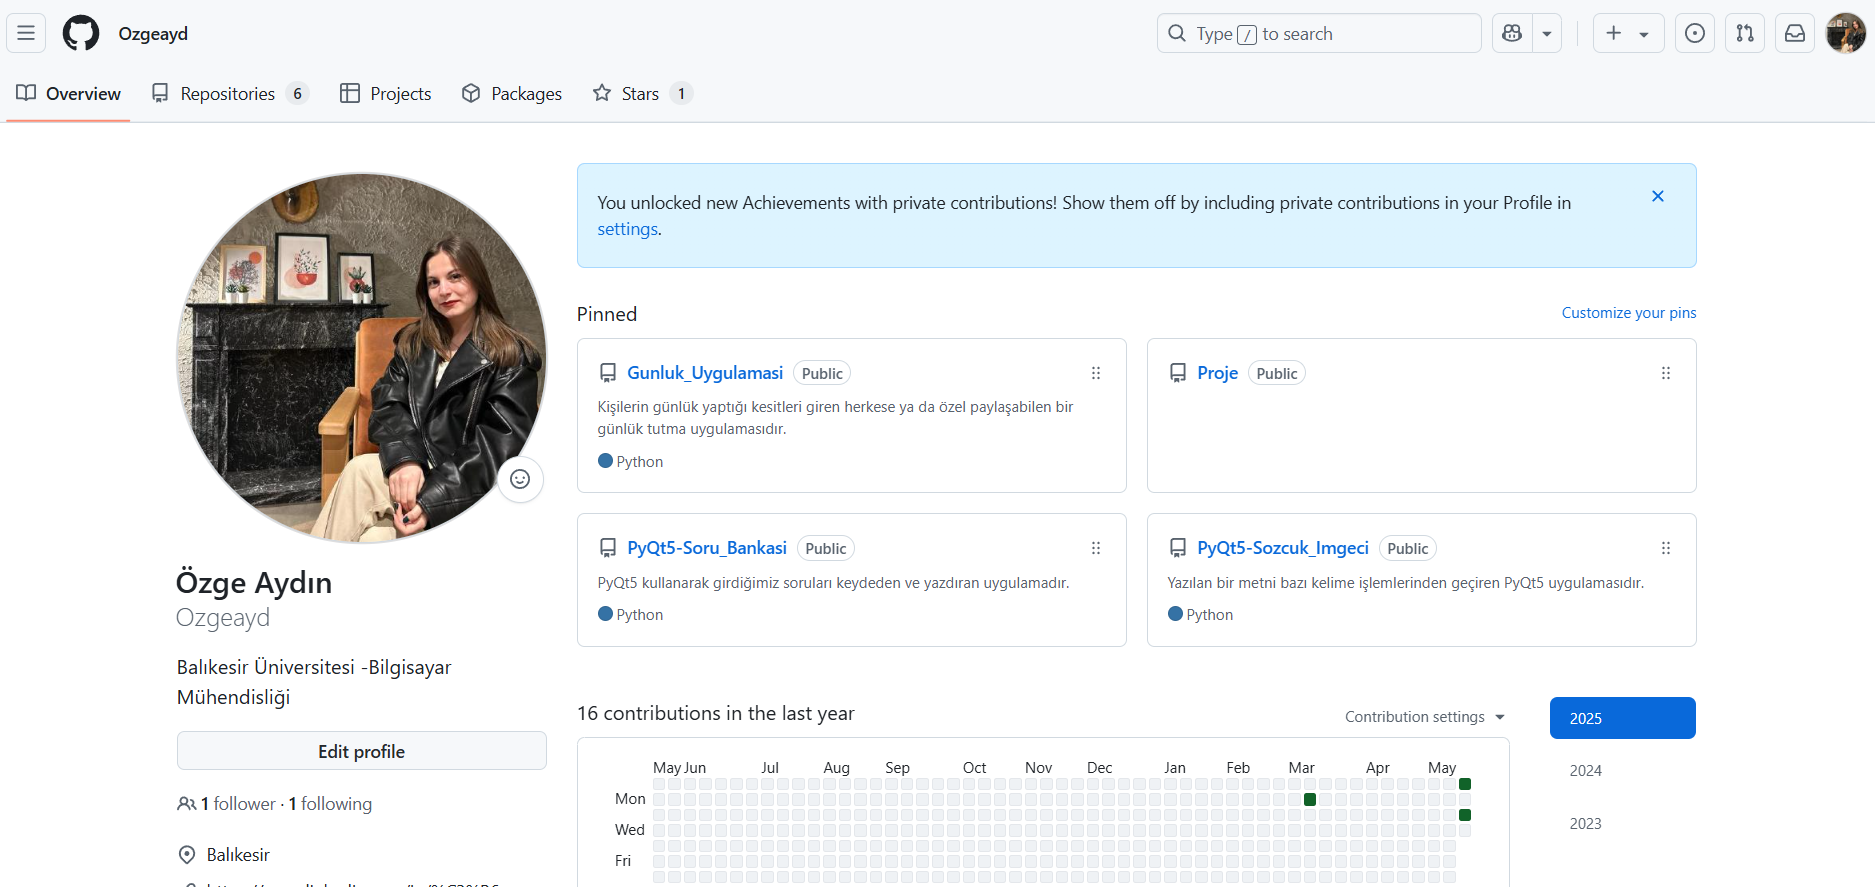 Ozgeayd
Type / to search
Overview
Repositories 6
Projects
Packages
Stars 1
You unlocked new Achievements with private contributions! Show them off by including private contributions in your Profile in
settings.
Pinned
Customize your pins
Gunluk_Uygulamasi Public
Kişilerin günlük yaptığı kesitleri giren herkese ya da özel paylaşabilen bir
günlük tutma uygulamasıdır.
Python
Proje Public
PyQt5-Soru_Bankasi Public
PyQt5 kullanarak girdiğimiz soruları keydeden ve yazdıran uygulamadır.
Python
PyQt5-Sozcuk_Imgeci Public
Yazılan bir metni bazı kelime işlemlerinden geçiren PyQt5 uygulamasıdır.
Python
Özge Aydın
Ozgeayd
Balıkesir Üniversitesi -Bilgisayar
Mühendisliği
Edit profile
1 follower · 1 following
Balıkesir
16 contributions in the last year
Contribution settings
2025
2024
2023
May Jun Jul Aug Sep Oct Nov Dec Jan Feb Mar Apr May
Mon
Wed
Fri